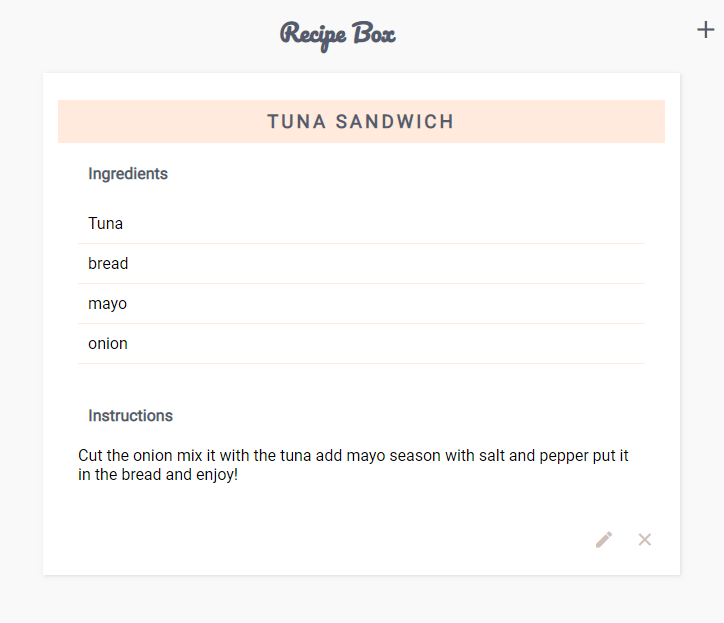 Recipe Box
TUNA SANDWICH
Ingredients
Tuna
bread
mayo
onion
Instructions
Cut the onion mix it with the tuna add mayo season with salt and pepper put it
in the bread and enjoy!